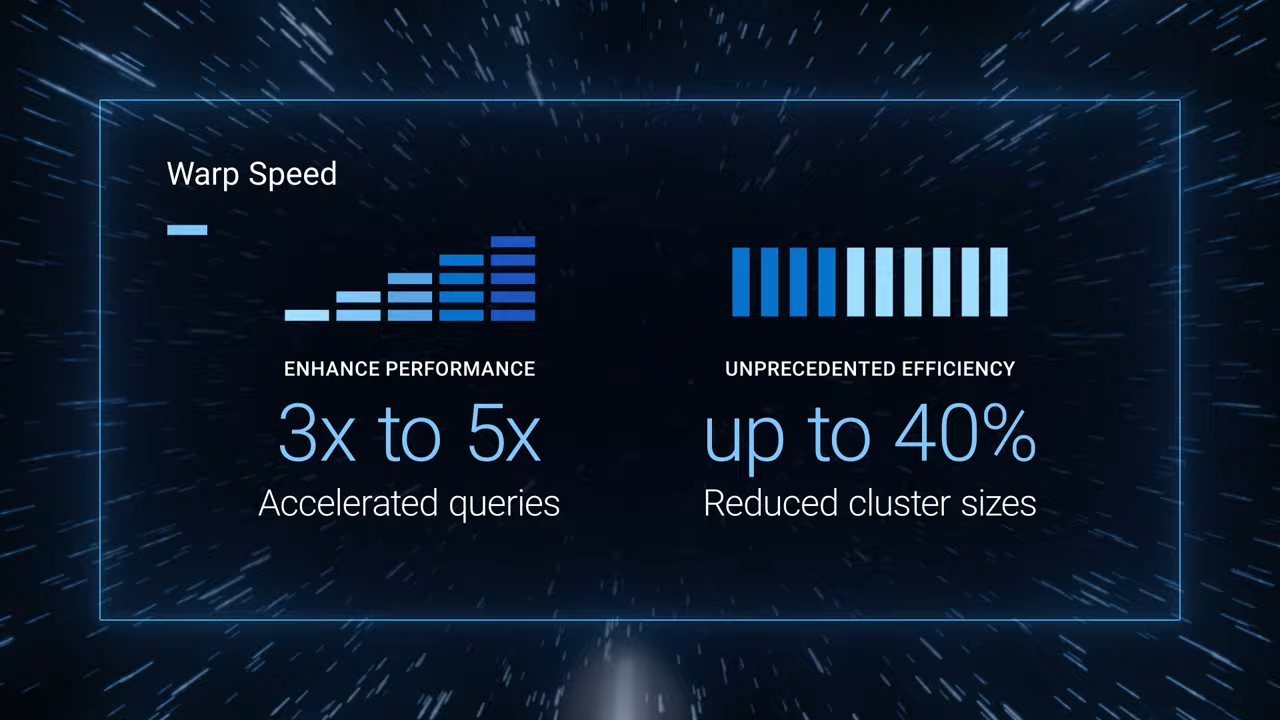 Warp Speed
ENHANCE PERFORMANCE
3x to 5x
Accelerated queries
UNPRECEDENTED EFFICIENCY
up to 40%
Reduced cluster sizes